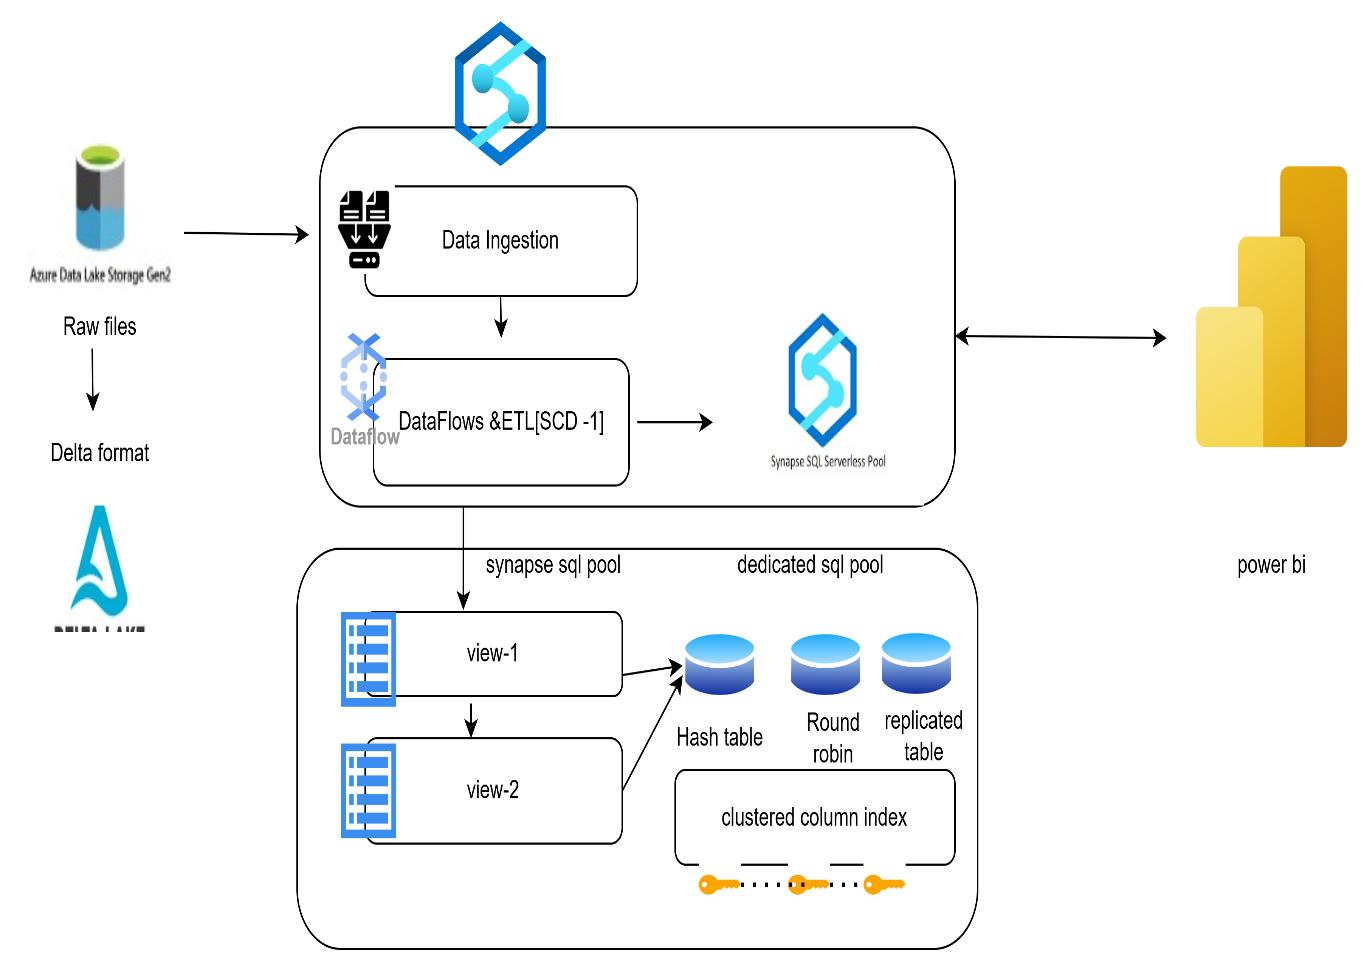 Azure Data Lake Storage Gen2
Raw files
Delta format
DELTA LAKE
Data Ingestion
Dataflow
DataFlows &ETL[SCD -1]
Synapse SQL Serverless Pool
power bi
synapse sql pool
dedicated sql pool
view-1
view-2
Hash table
Round
robin
replicated
table
clustered column index